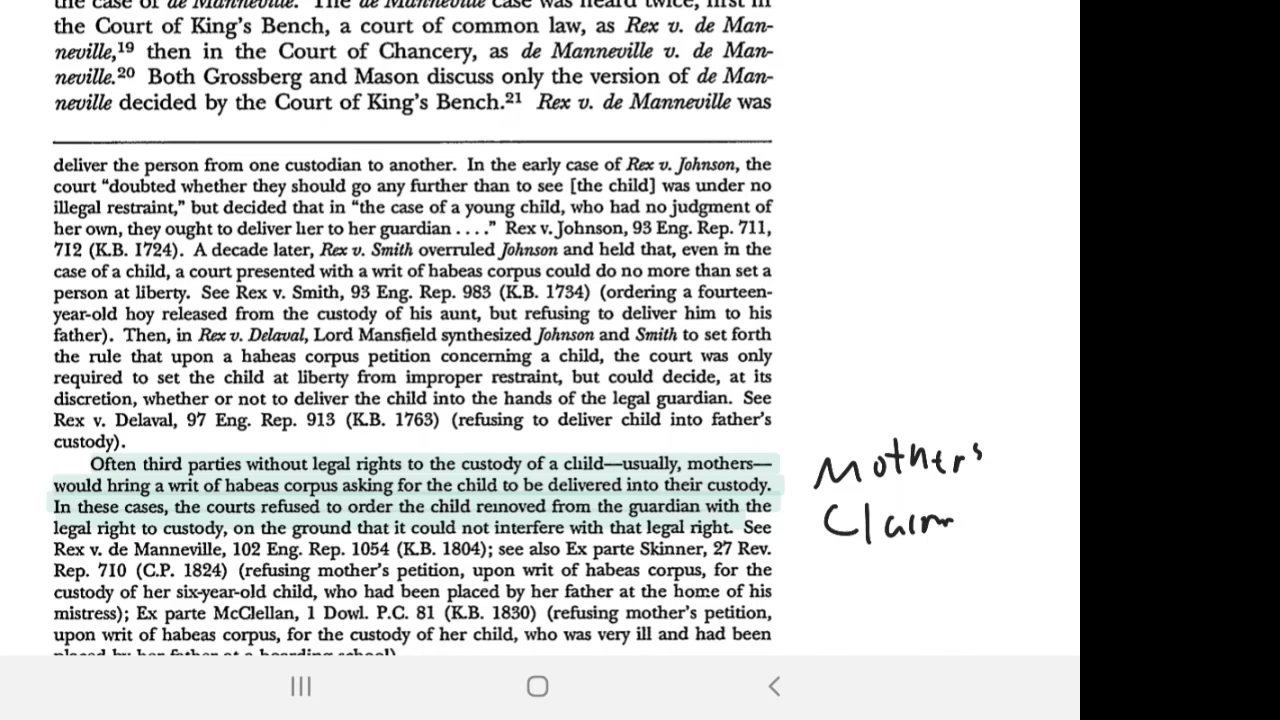 the case of de Manneville. The de Manneville case was heard twice, first in
the Court of King's Bench, a court of common law, as Rex v. de Man-
neville,19 then in the Court of Chancery, as de Manneville v. de Man-
neville.20 Both Grossberg and Mason discuss only the version of de Man-
neville decided by the Court of King's Bench.21 Rex v. de Manneville was
deliver the person from one custodian to another. In the early case of Rex v. Johnson, the
court “doubted whether they should go any further than to see [the child] was under no
illegal restraint,” but decided that in “the case of a young child, who had no judgment of
her own, they ought to deliver her to her guardian . . . .” Rex v. Johnson, 93 Eng. Rep. 711,
712 (K.B. 1724). A decade later, Rex v. Smith overruled Johnson and held that, even in the
case of a child, a court presented with a writ of habeas corpus could do no more than set a
person at liberty. See Rex v. Smith, 93 Eng. Rep. 983 (K.B. 1734) (ordering a fourteen-
year-old hoy released from the custody of his aunt, but refusing to deliver him to his
father). Then, in Rex v. Delaval, Lord Mansfield synthesized Johnson and Smith to set forth
the rule that upon a haheas corpus petition concerning a child, the court was only
required to set the child at liberty from improper restraint, but could decide, at its
discretion, whether or not to deliver the child into the hands of the legal guardian. See
Rex v. Delaval, 97 Eng. Rep. 913 (K.B. 1763) (refusing to deliver child into father's
custody).
Often third parties without legal rights to the custody of a child—usually, mothers—
would hring a writ of habeas corpus asking for the child to be delivered into their custody.
In these cases, the courts refused to order the child removed from the guardian with the
legal right to custody, on the ground that it could not interfere with that legal right. See
Rex v. de Manneville, 102 Eng. Rep. 1054 (K.B. 1804); see also Ex parte Skinner, 27 Rev.
Rep. 710 (C.P. 1824) (refusing mother's petition, upon writ of habeas corpus, for the
custody of her six-year-old child, who had been placed by her father at the home of his
mistress); Ex parte McClellan, 1 Dowl. P.C. 81 (K.B. 1830) (refusing mother's petition,
upon writ of habeas corpus, for the custody of her child, who was very ill and had been
placed by her father at a boarding school)
Mothers
Claim